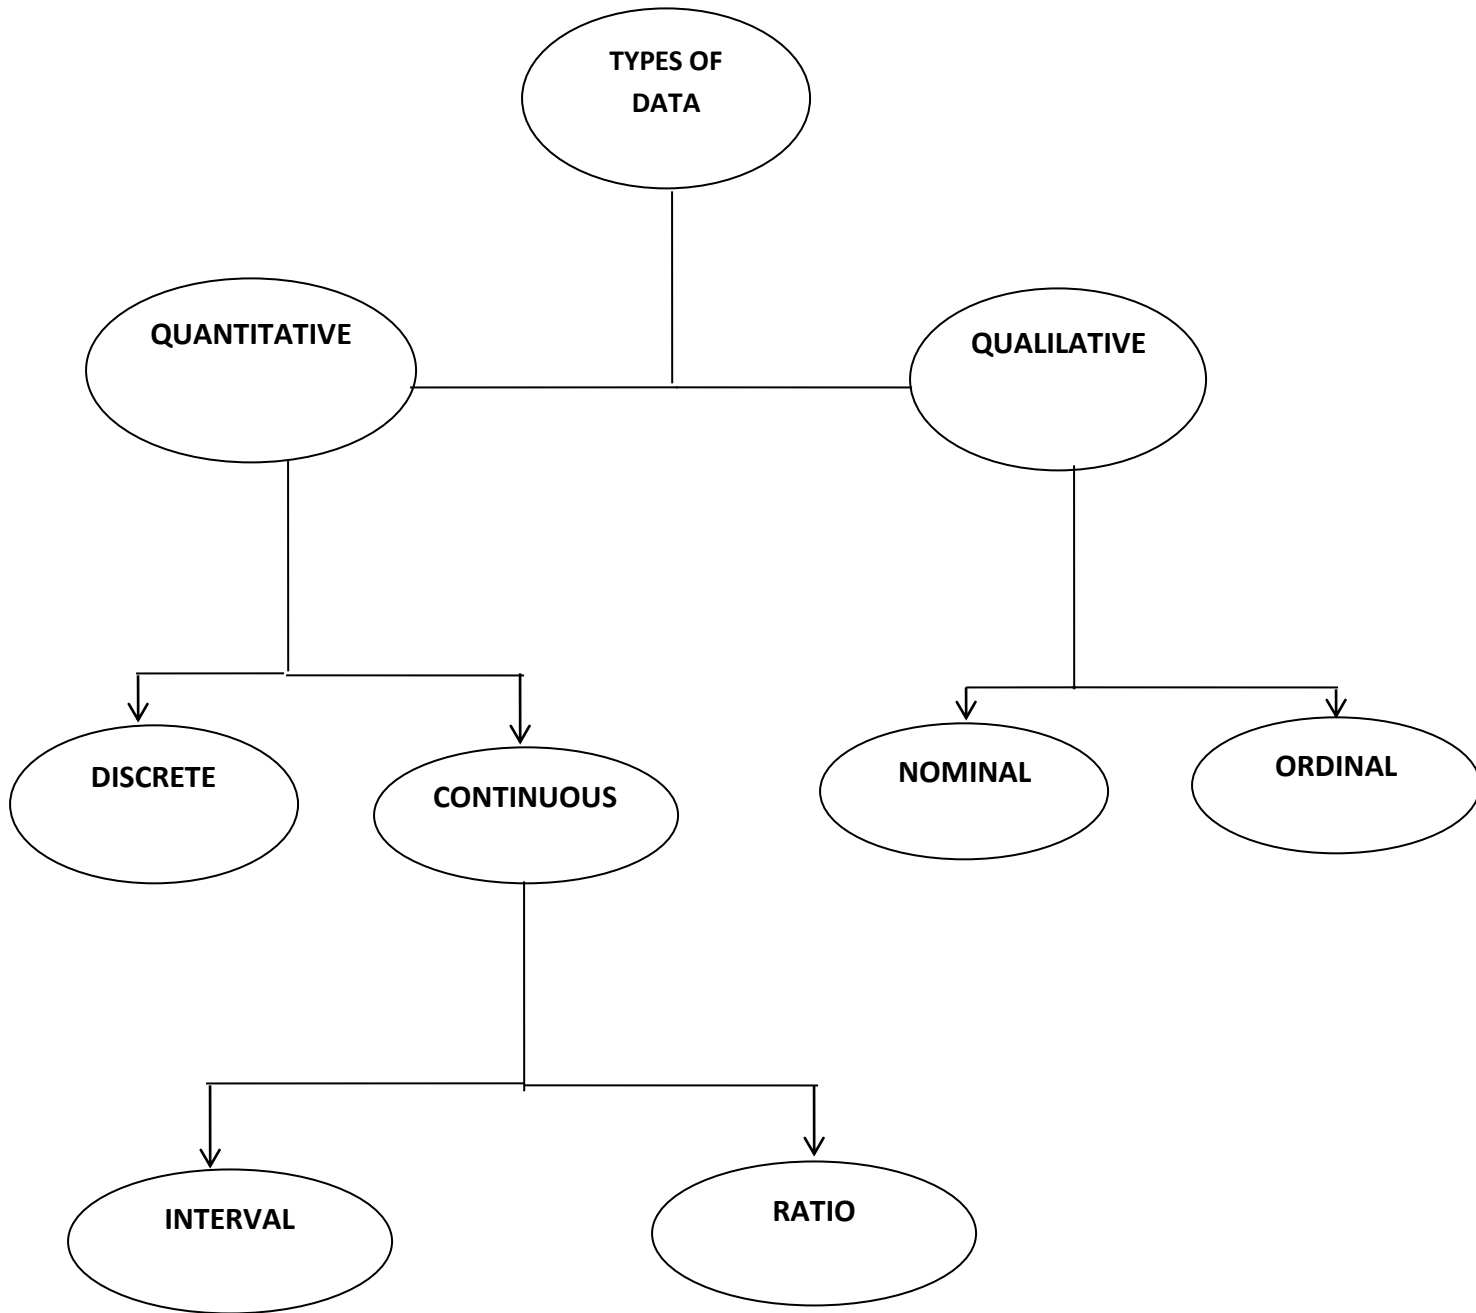 TYPES OF
DATA
QUANTITATIVE
QUALILATIVE
DISCRETE
CONTINUOUS
NOMINAL
ORDINAL
INTERVAL
RATIO